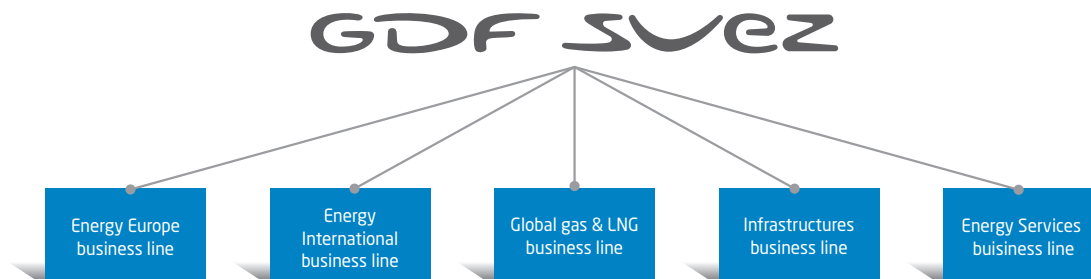 GDF SUEZ
Energy Europe
business line
Energy
International
business line
Global gas & LNG
business line
Infrastructures
business line
Energy Services
buisiness line